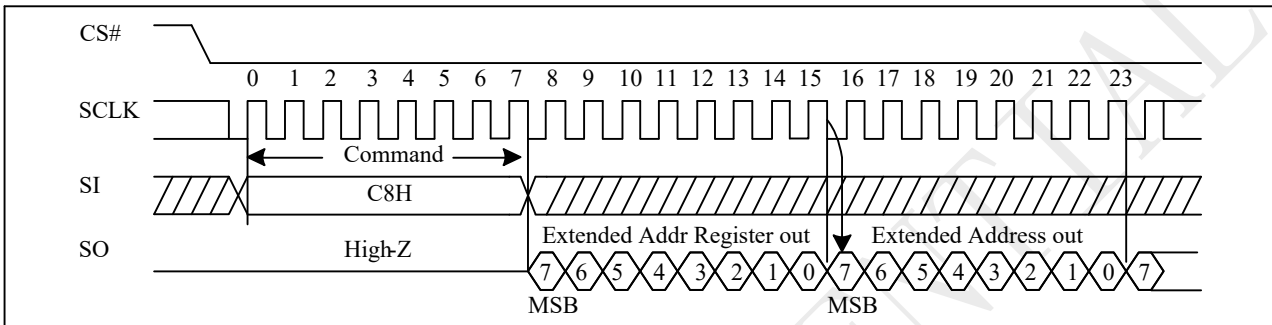 CS#
0 1 2 3 4 5 6 7 8 9 10 11 12 13 14 15 16 17 18 19 20 21 22 23
SCLK
Command
SI
C8H
Extended Addr Register out Extended Address out
SO
High-Z
7 6 5 4 3 2 1 0 7 6 5 4 3 2 1 0 7
MSB MSB